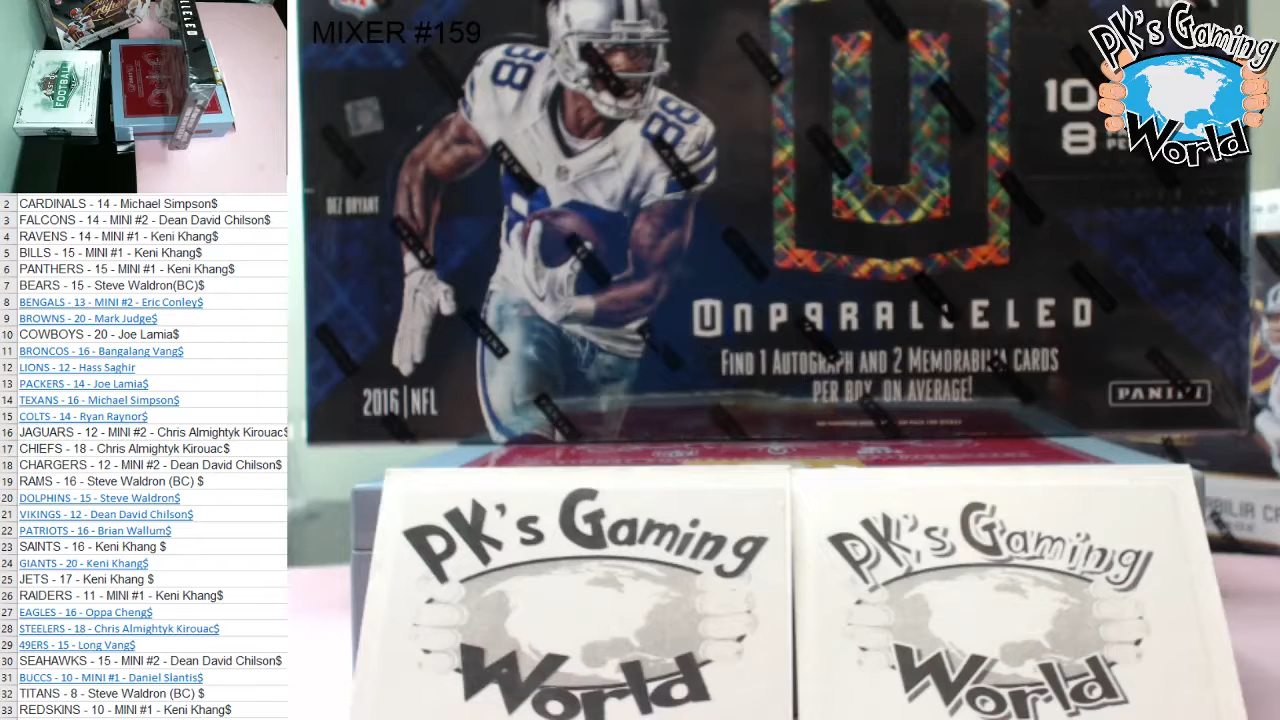 MIXER #159
PK's Gaming
World
FOOTBALL
CARDINALS - 14 - Michael Simpson$
FALCONS - 14 - MINI #2 - Dean David Chilson$
RAVENS - 14 - MINI #1 - Keni Khang$
BILLS - 15 - MINI #1 - Keni Khang$
PANTHERS - 15 - MINI #1 - Keni Khang$
BEARS - 15 - Steve Waldron(BC)$
BENGALS - 13 - MINI #2 - Eric Conley$
BROWNS - 20 - Mark Judge$
COWBOYS - 20 - Joe Lamia$
BRONCOS - 16 - Bangalang Vang$
LIONS - 12 - Hass Saghir
PACKERS - 14 - Joe Lamia$
TEXANS - 16 - Michael Simpson$
COLTS - 14 - Ryan Raynor$
JAGUARS - 12 - MINI #2 - Chris Almightyk Kirouac$
CHIEFS - 18 - Chris Almightyk Kirouac$
CHARGERS - 12 - MINI #2 - Dean David Chilson$
RAMS - 16 - Steve Waldron (BC) $
DOLPHINS - 15 - Steve Waldron$
VIKINGS - 12 - Dean David Chilson$
PATRIOTS - 16 - Brian Wallum$
SAINTS - 16 - Keni Khang $
GIANTS - 20 - Keni Khang$
JETS - 17 - Keni Khang $
RAIDERS - 11 - MINI #1 - Keni Khang$
EAGLES - 16 - Oppa Cheng$
STEELERS - 18 - Chris Almightyk Kirouac$
49ERS - 15 - Long Vang$
SEAHAWKS - 15 - MINI #2 - Dean David Chilson$
BUCCS - 10 - MINI #1 - Daniel Slantis$
TITANS - 8 - Steve Waldron (BC) $
REDSKINS - 10 - MINI #1 - Keni Khang$
2
3
4
5
6
7
8
9
10
11
12
13
14
15
16
17
18
19
20
21
22
23
24
25
26
27
28
29
30
31
32
33
88
88
DEZ BRYANT
10
8
UNPARALLELED
FIND 1 AUTOGRAPH AND 2 MEMORABILIA CARDS
PER BOX, ON AVERAGE!
2016 | NFL
PANINI
PK's Gaming
World
PK's Gaming
World